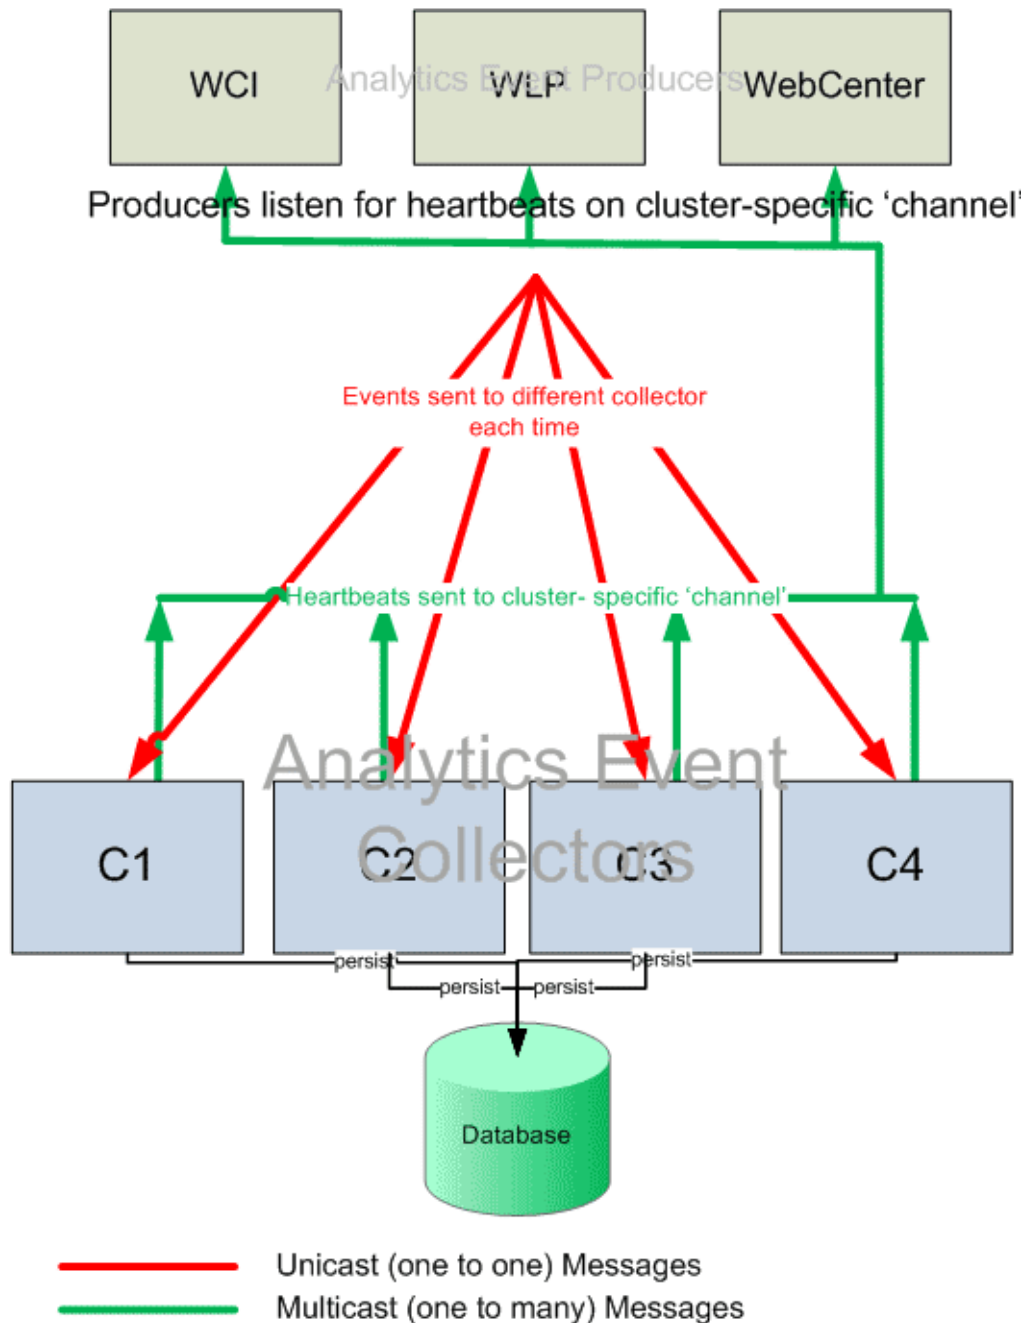 WCI
WLP
WebCenter
Analytics Event Producers
Producers listen for heartbeats on cluster-specific ‘channel’
Events sent to different collector
each time
Heartbeats sent to cluster- specific ‘channel’
Analytics Event
Collectors
C1
C2
C3
C4
persist
persist
persist
persist
Database
Unicast (one to one) Messages
Multicast (one to many) Messages